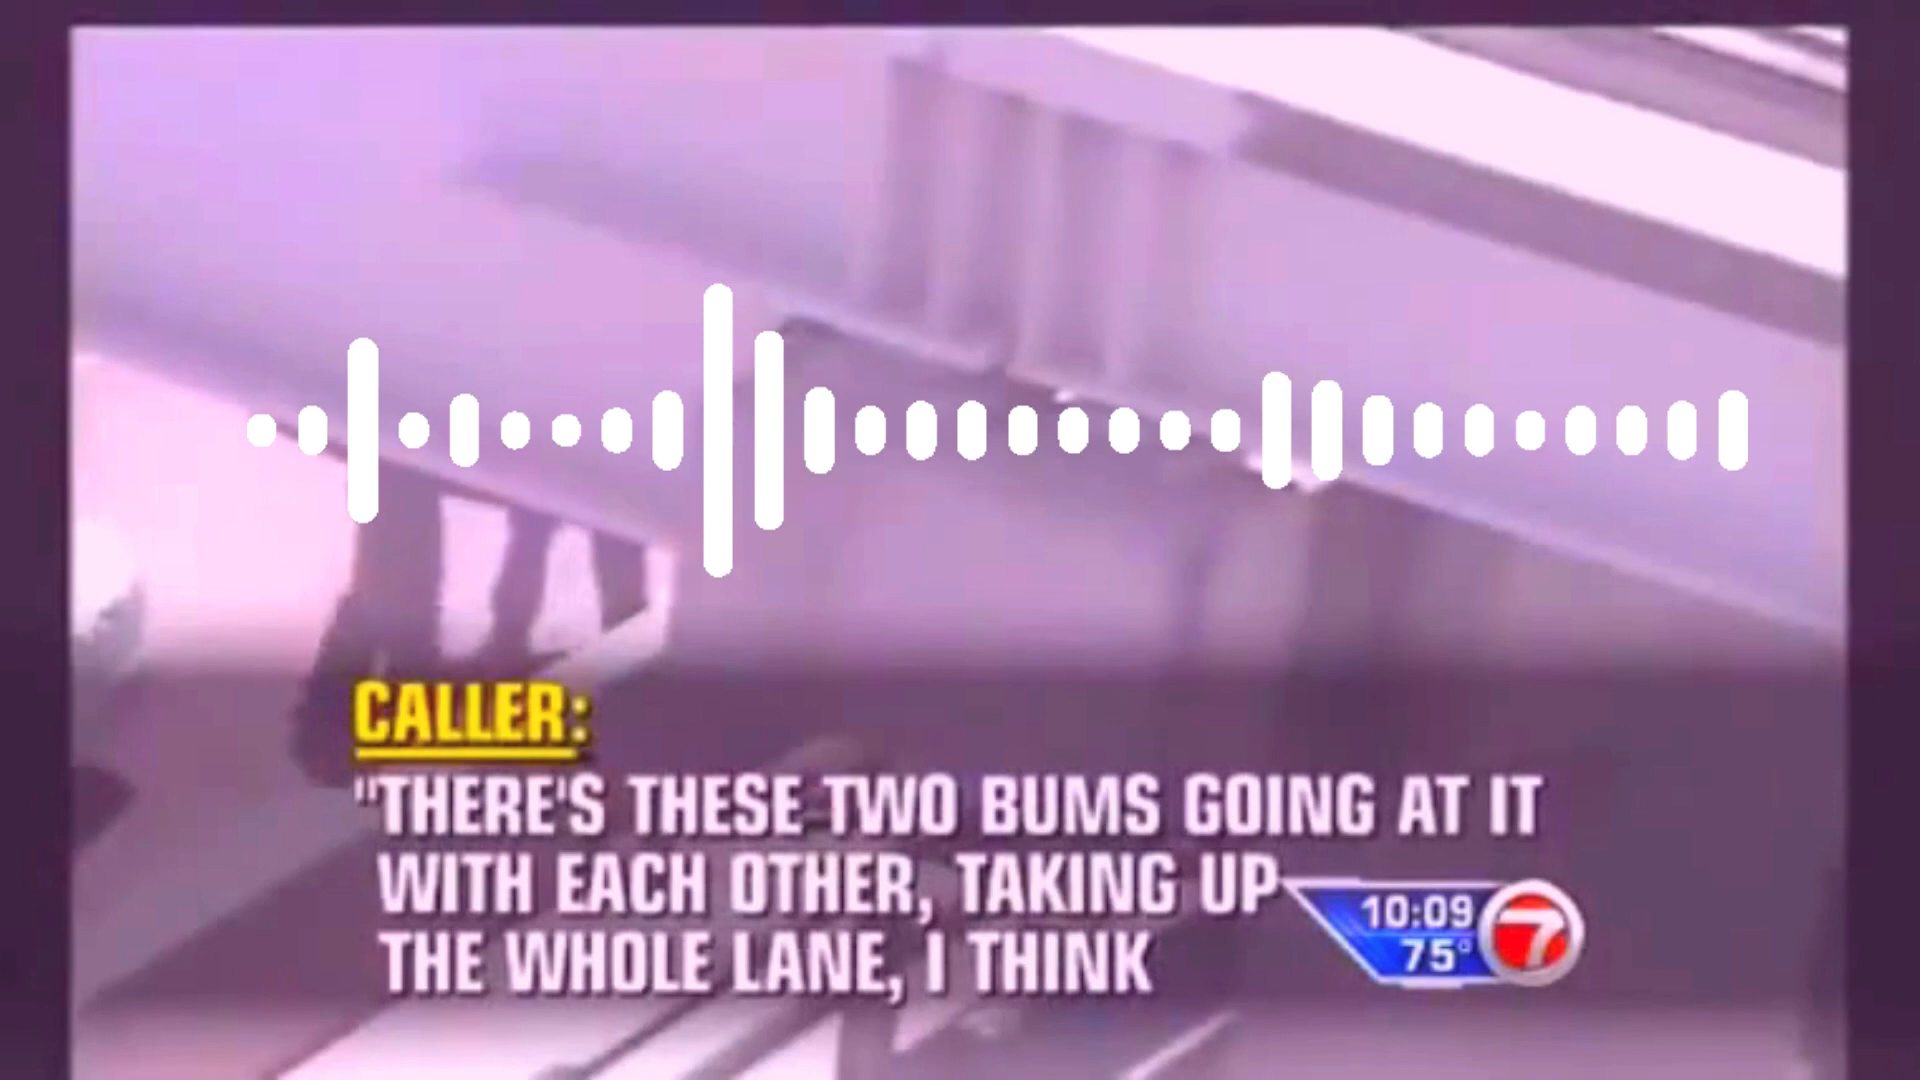 CALLER:
"THERE'S THESE TWO BUMS GOING AT IT
WITH EACH OTHER, TAKING UP
THE WHOLE LANE, I THINK
10:09
75°
7